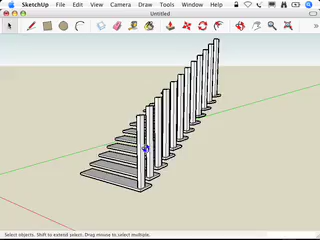 SketchUp File Edit View Camera Draw Tools Window Help
Untitled
Select objects. Shift to extend select. Drag mouse to select multiple.